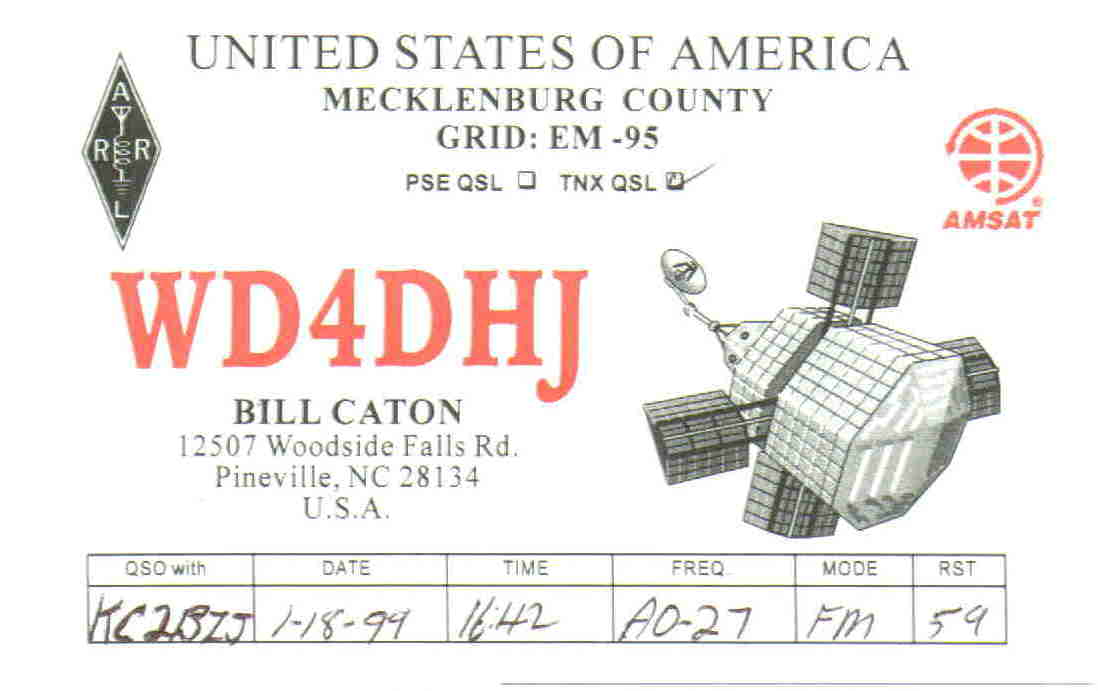 UNITED STATES OF AMERICA
MECKLENBURG COUNTY
GRID: EM -95
PSE QSL ☐ TNX QSL ☑
A
R R
L
AMSAT®
WD4DHJ
BILL CATON
12507 Woodside Falls Rd.
Pineville, NC 28134
U.S.A.
QSO with DATE TIME FREQ. MODE RST
KC2BZJ 1-18-99 16:42 AO-27 FM 59